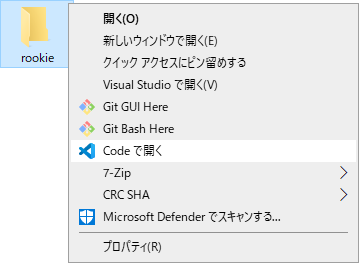 rookie
開く(O)
新しいウィンドウで開く(E)
クイック アクセスにピン留めする
Visual Studio で開く(V)
Git GUI Here
Git Bash Here
Code で開く
7-Zip
CRC SHA
Microsoft Defender でスキャンする...
プロパティ(R)